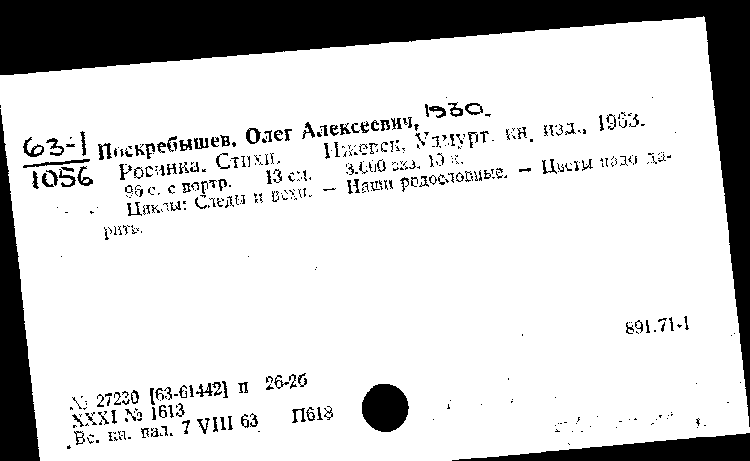 63-1
1056
Поскребышев, Олег Алексеевич, 1930-
Росинка. Стихи. Ижевск, Удмурт. кн. изд., 1963.
96 с. с портр. 13 см. 3.000 экз. 10 к.
Циклы: Следы и вехи. — Наши родословные. — Цветы надо да-
рить.
891.71-1
№ 27230 [63-61442] п 26-26
XXXI № 1613
Вс. кн. пал. 7 VIII 63 П618